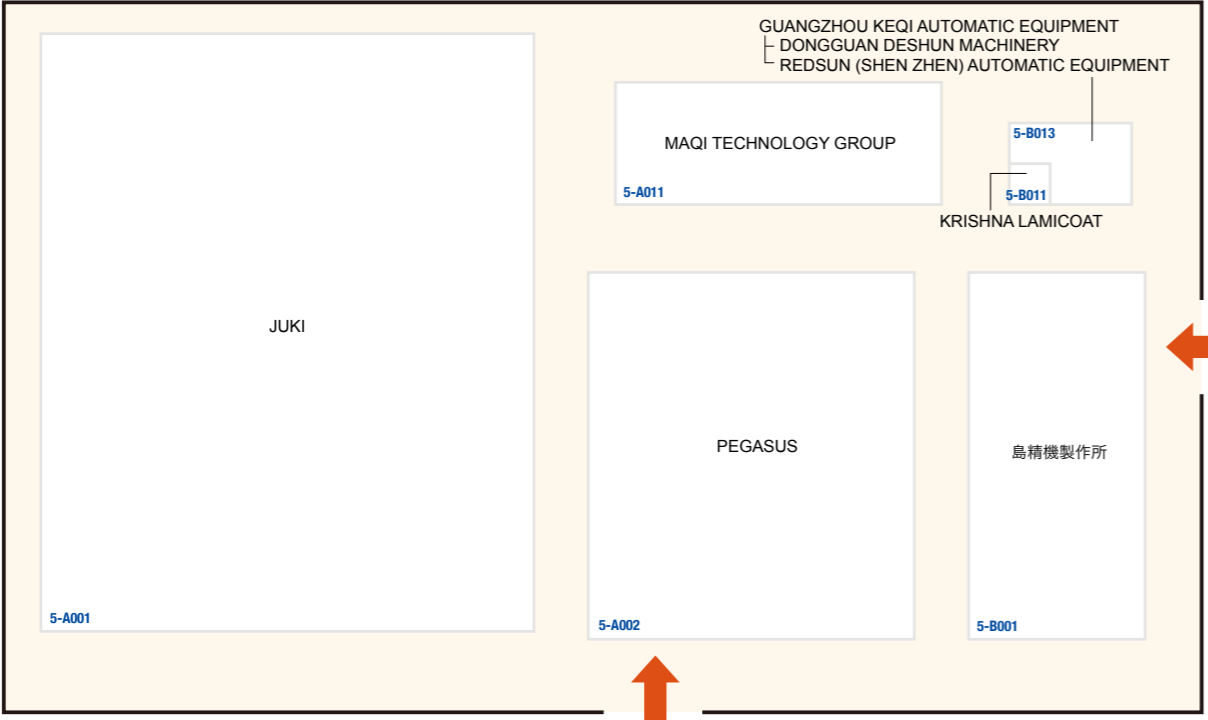 GUANGZHOU KEQI AUTOMATIC EQUIPMENT
DONGGUAN DESHUN MACHINERY
REDSUN (SHEN ZHEN) AUTOMATIC EQUIPMENT
MAQI TECHNOLOGY GROUP
5-A011
5-B013
5-B011
KRISHNA LAMICOAT
JUKI
5-A001
PEGASUS
5-A002
島精機製作所
5-B001